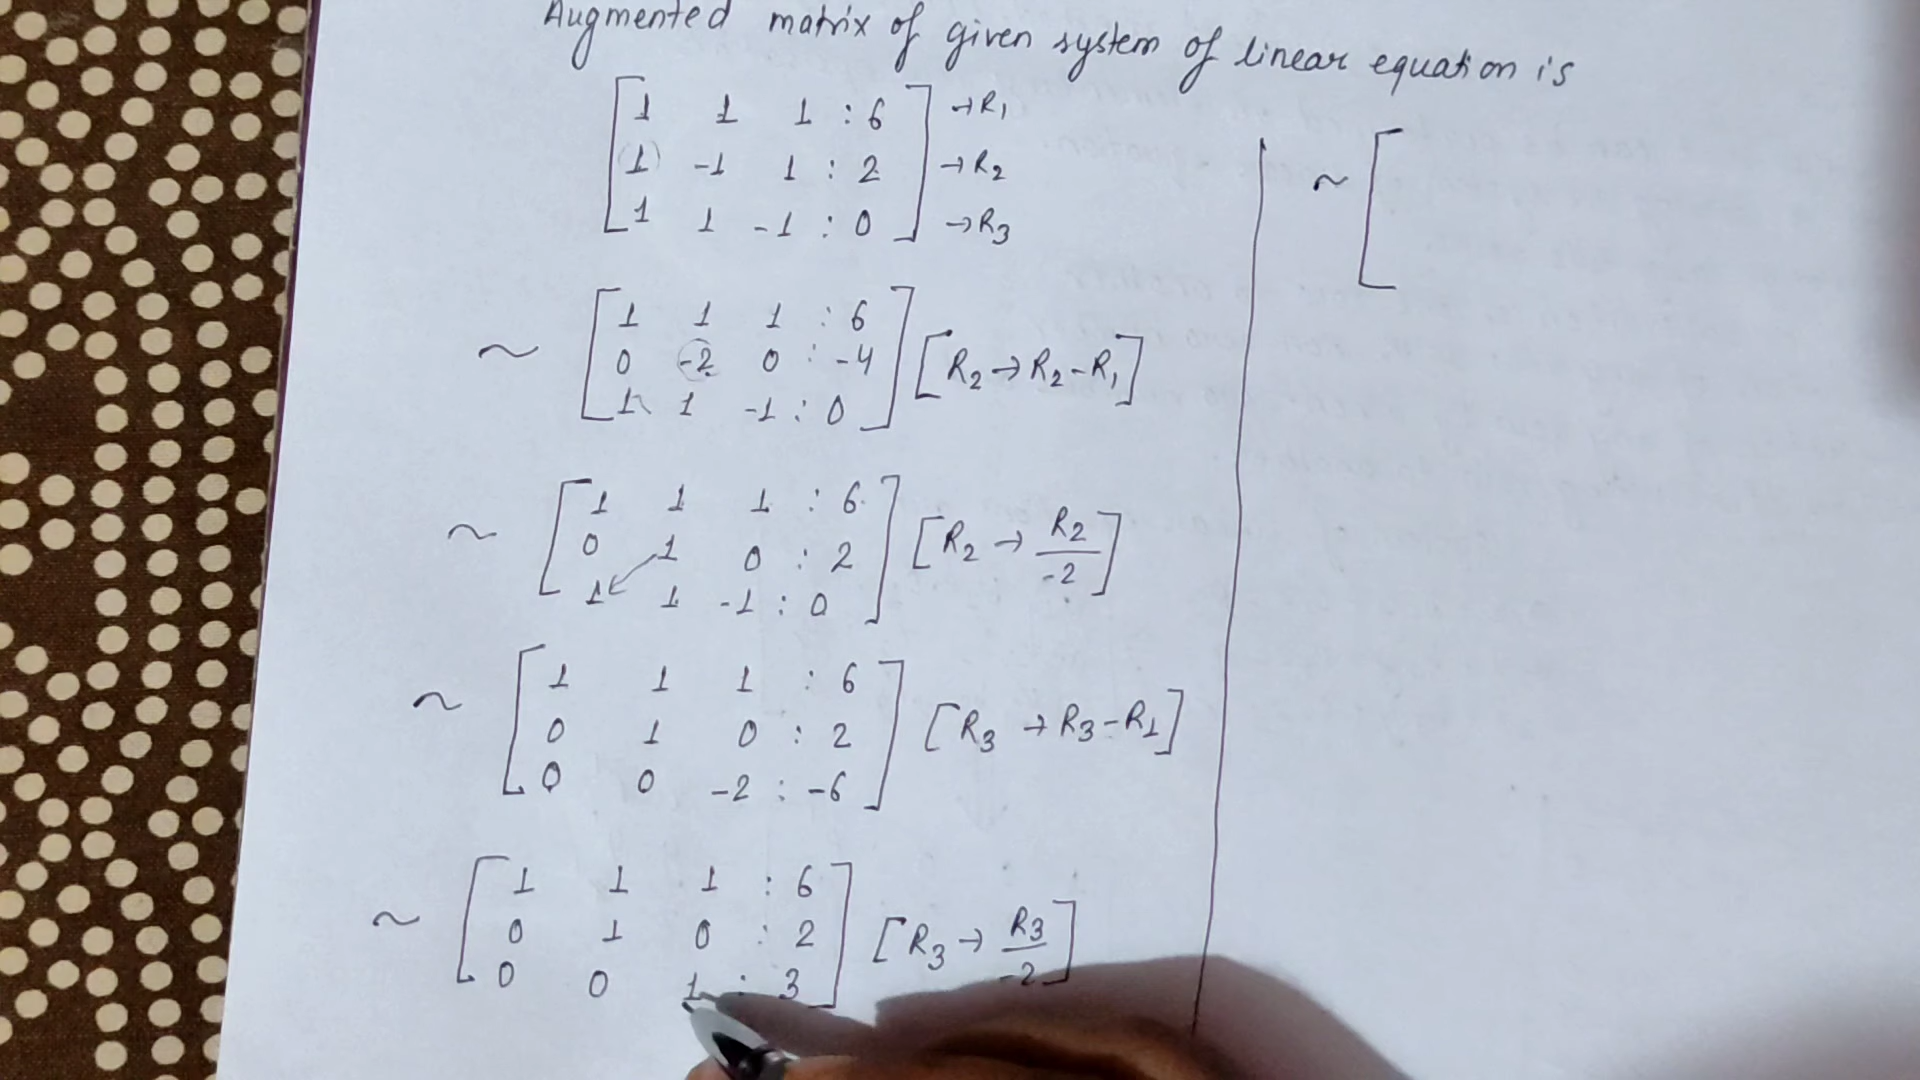 Augmented matrix of given system of linear equation is
[1 1 1 : 6] → R₁
[1 -1 1 : 2] → R₂
[1 1 -1 : 0] → R₃
~ [1 1 1 : 6]
[0 -2 0 : -4] [R₂ → R₂ - R₁]
[1 1 -1 : 0]
~ [1 1 1 : 6]
[0 1 0 : 2] [R₂ → R₂/-2]
[1 1 -1 : 0]
~ [1 1 1 : 6]
[0 1 0 : 2] [R₃ → R₃ - R₁]
[0 0 -2 : -6]
~ [1 1 1 : 6]
[0 1 0 : 2] [R₃ → R₃/-2]
[0 0 1 : 3]
~ [